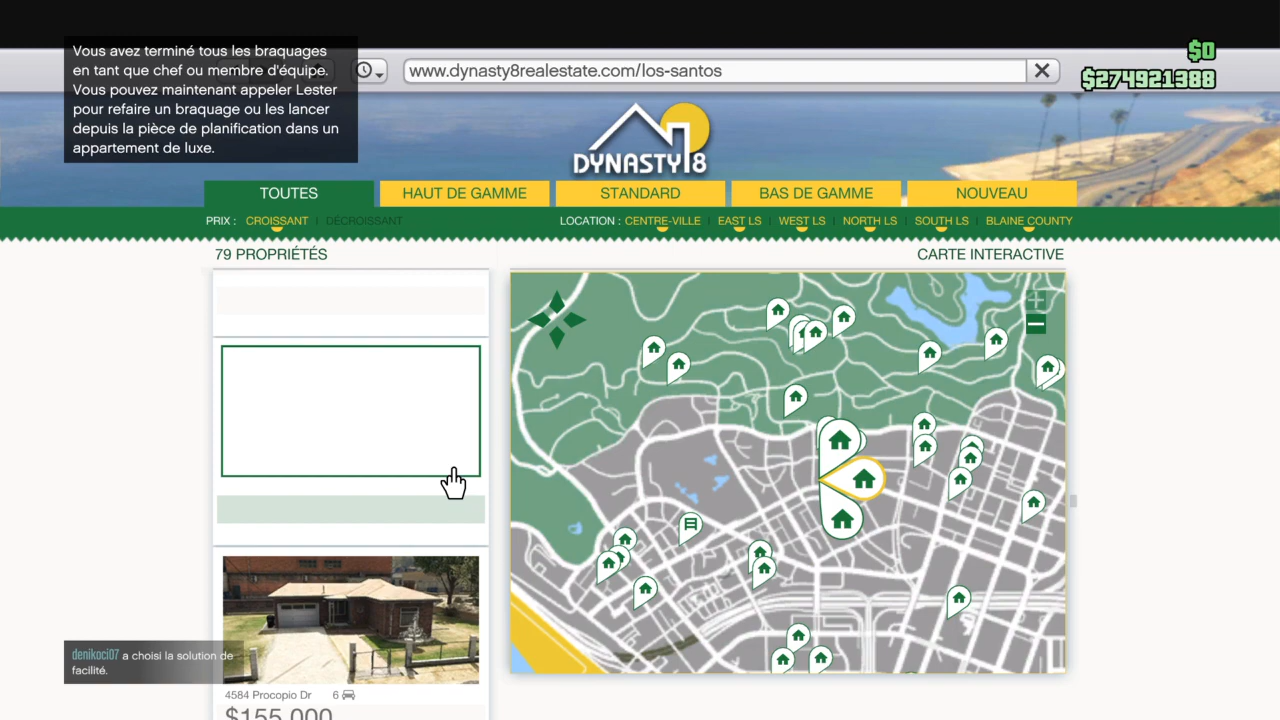 Vous avez terminé tous les braquages
en tant que chef ou membre d'équipe.
Vous pouvez maintenant appeler Lester
pour refaire un braquage ou les lancer
depuis la pièce de planification dans un
appartement de luxe.
www.dynasty8realestate.com/los-santos
$0
$274921388
DYNASTY 8
TOUTES
HAUT DE GAMME
STANDARD
BAS DE GAMME
NOUVEAU
PRIX : CROISSANT | DÉCROISSANT
LOCATION : CENTRE-VILLE | EAST LS | WEST LS | NORTH LS | SOUTH LS | BLAINE COUNTY
79 PROPRIÉTÉS
CARTE INTERACTIVE
denikoci07 a choisi la solution de
facilité.
4584 Procopio Dr 6
$155,000